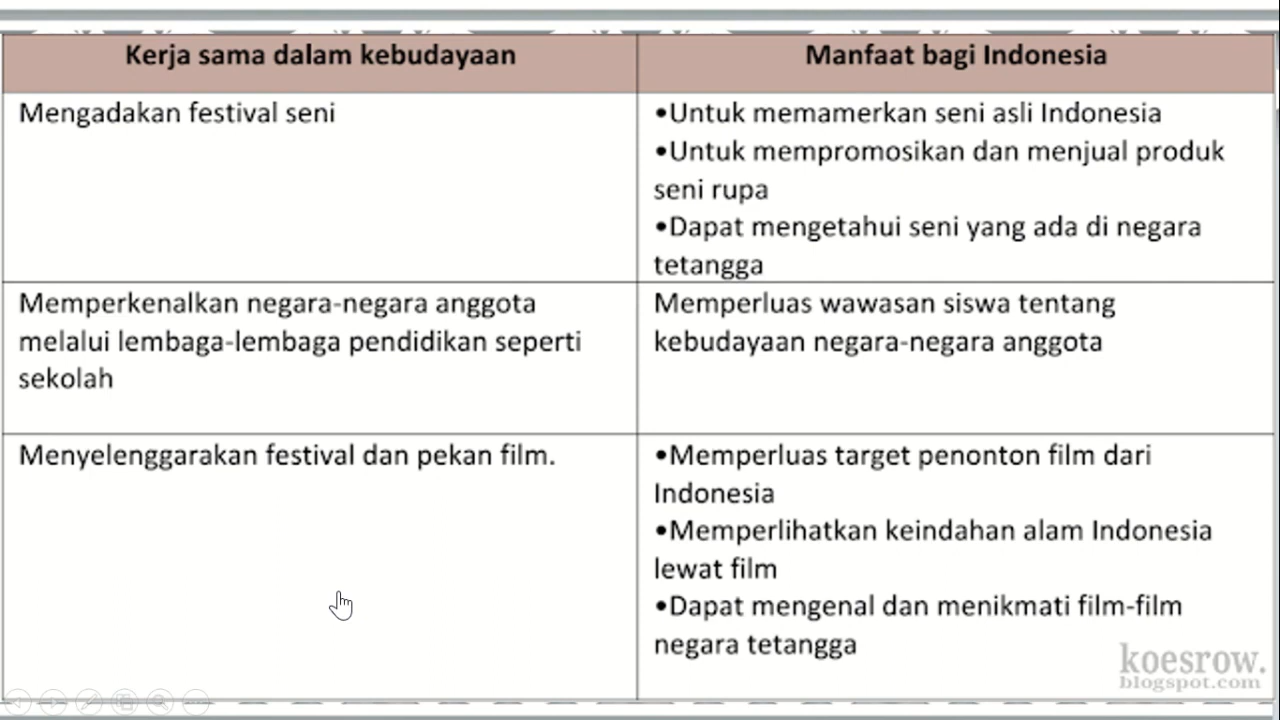 Kerja sama dalam kebudayaan
Manfaat bagi Indonesia
Mengadakan festival seni
•Untuk memamerkan seni asli Indonesia
•Untuk mempromosikan dan menjual produk
seni rupa
•Dapat mengetahui seni yang ada di negara
tetangga
Memperkenalkan negara-negara anggota
melalui lembaga-lembaga pendidikan seperti
sekolah
Memperluas wawasan siswa tentang
kebudayaan negara-negara anggota
Menyelenggarakan festival dan pekan film.
•Memperluas target penonton film dari
Indonesia
•Memperlihatkan keindahan alam Indonesia
lewat film
•Dapat mengenal dan menikmati film-film
negara tetangga
koesrow.
blogspot.com